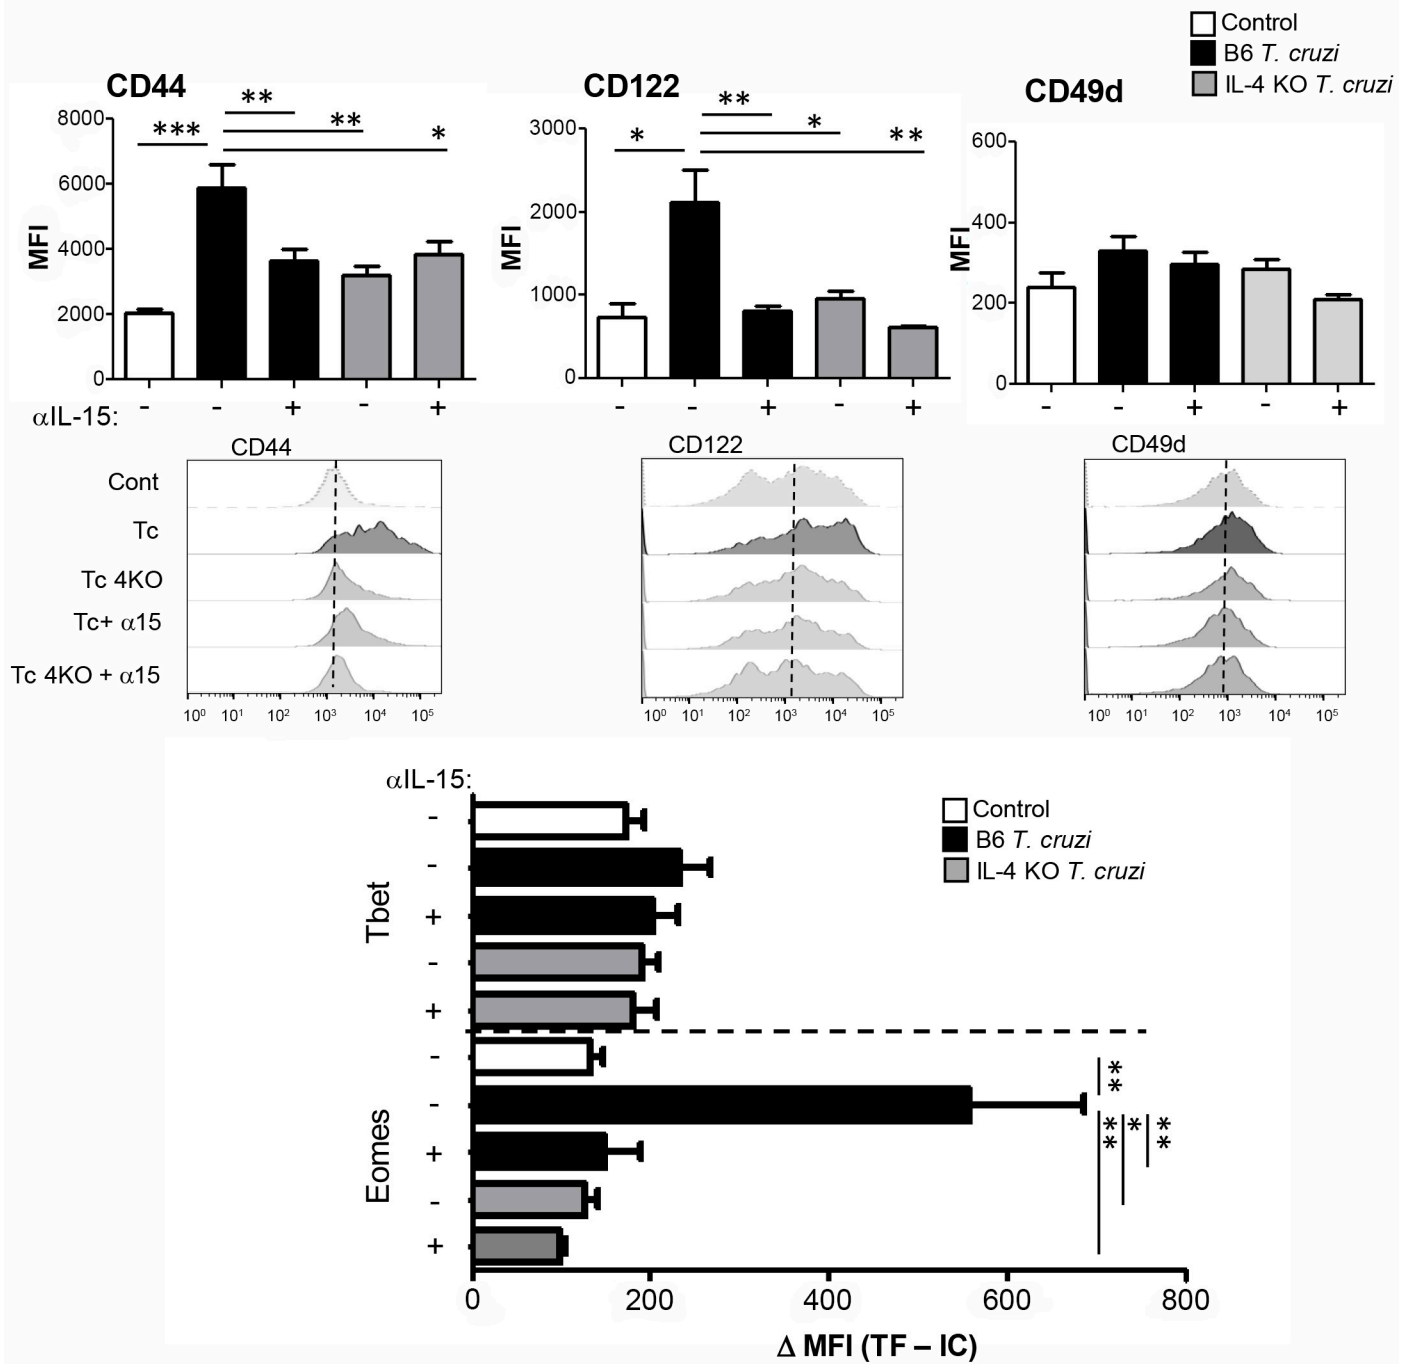 Control
B6 T. cruzi
IL-4 KO T. cruzi
CD44
CD122
CD49d
***
**
**
*
*
**
*
**
MFI
8000
6000
4000
2000
0
MFI
3000
2000
1000
0
MFI
600
400
200
0
αIL-15:
- - + - +
- - + - +
- - + - +
CD44
CD122
CD49d
Cont
Tc
Tc 4KO
Tc+ α15
Tc 4KO + α15
10⁰ 10¹ 10² 10³ 10⁴ 10⁵
10⁰ 10¹ 10² 10³ 10⁴ 10⁵
10⁰ 10¹ 10² 10³ 10⁴ 10⁵
αIL-15:
Control
B6 T. cruzi
IL-4 KO T. cruzi
Tbet
-
-
+
-
+
Eomes
-
-
+
-
+
**
**
*
**
0 200 400 600 800
Δ MFI (TF – IC)